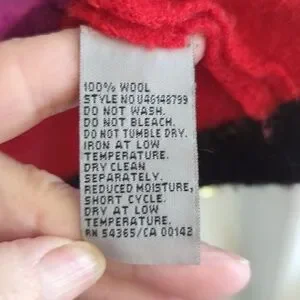 100% WOOL
STYLE NO U46148799
DO NOT WASH.
DO NOT BLEACH.
DO NOT TUMBLE DRY.
IRON AT LOW
TEMPERATURE.
DRY CLEAN
SEPARATELY.
REDUCED MOISTURE,
SHORT CYCLE.
DRY AT LOW
TEMPERATURE.
RN 54365/CA 00142